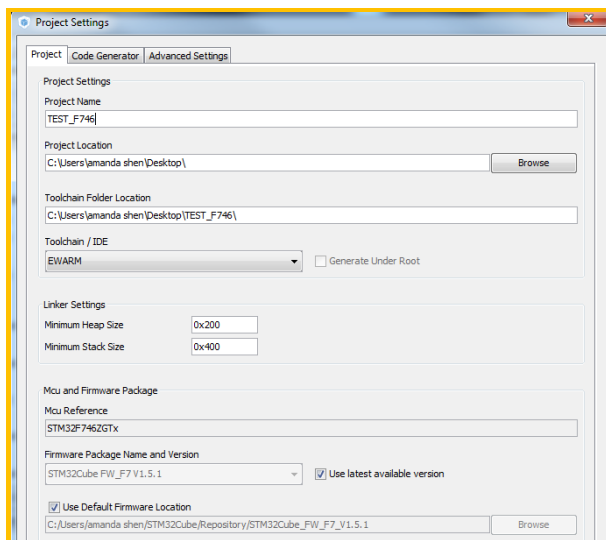 Project Settings
Project Code Generator Advanced Settings
Project Settings
Project Name
TEST_F746
Project Location
C:\Users\amanda shen\Desktop\
Browse
Toolchain Folder Location
C:\Users\amanda shen\Desktop\TEST_F746\
Toolchain / IDE
EWARM
Generate Under Root
Linker Settings
Minimum Heap Size 0x200
Minimum Stack Size 0x400
Mcu and Firmware Package
Mcu Reference
STM32F746ZGTx
Firmware Package Name and Version
STM32Cube FW_F7 V1.5.1
Use latest available version
Use Default Firmware Location
C:/Users/amanda shen/STM32Cube/Repository/STM32Cube_FW_F7_V1.5.1
Browse